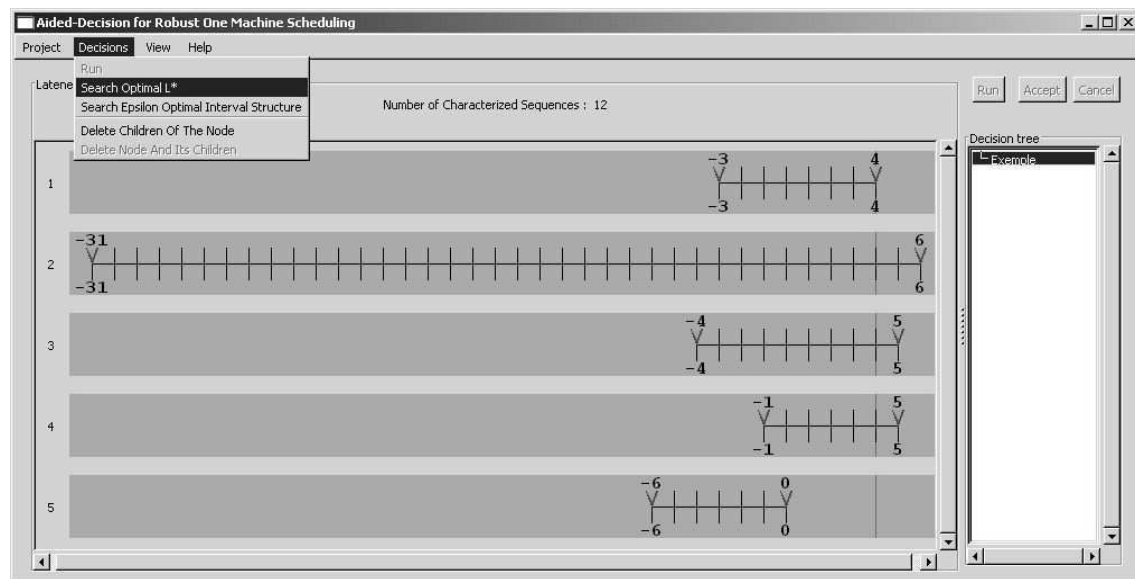 Aided-Decision for Robust One Machine Scheduling
Project Decisions View Help
Run
Search Optimal L*
Search Epsilon Optimal Interval Structure
Delete Children Of The Node
Delete Node And Its Children
Latene
Number of Characterized Sequences : 12
Run Accept Cancel
Decision tree
Exemple
-3 4
1
-3 4
-31 6
2
-31 6
-4 5
3
-4 5
-1 5
4
-1 5
-6 0
5
-6 0